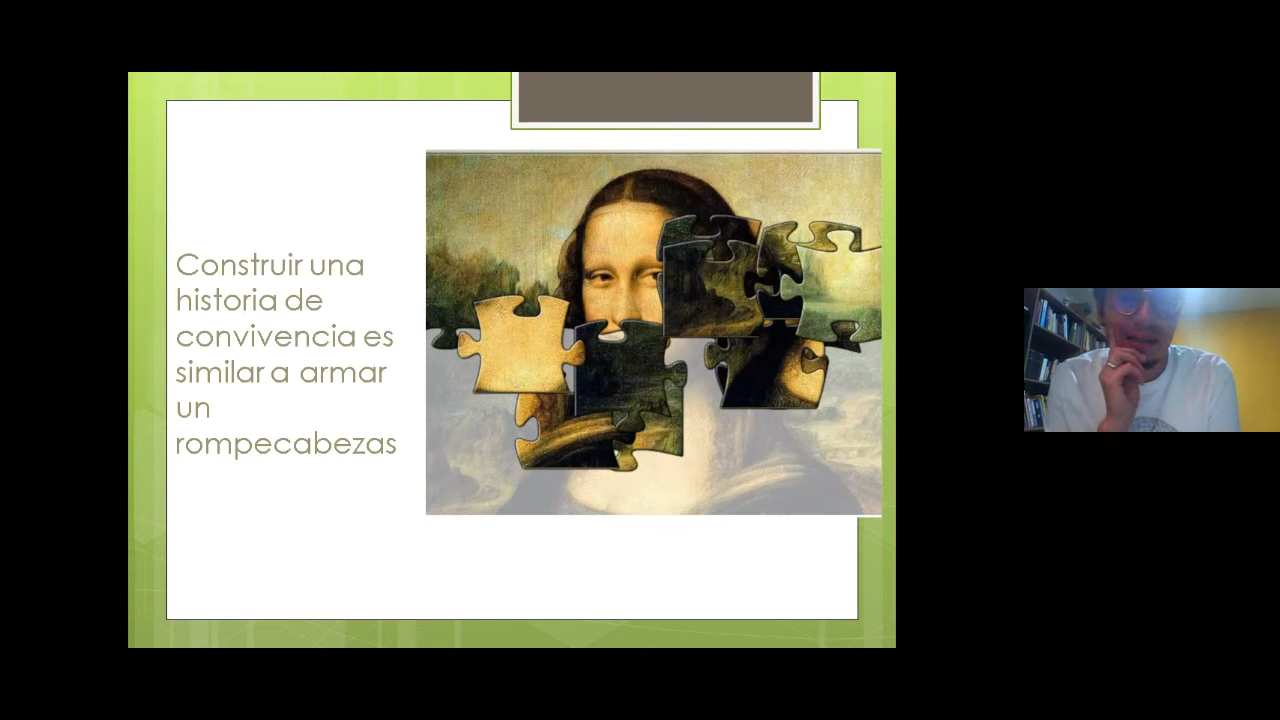 Construir una
historia de
convivencia es
similar a armar
un
rompecabezas